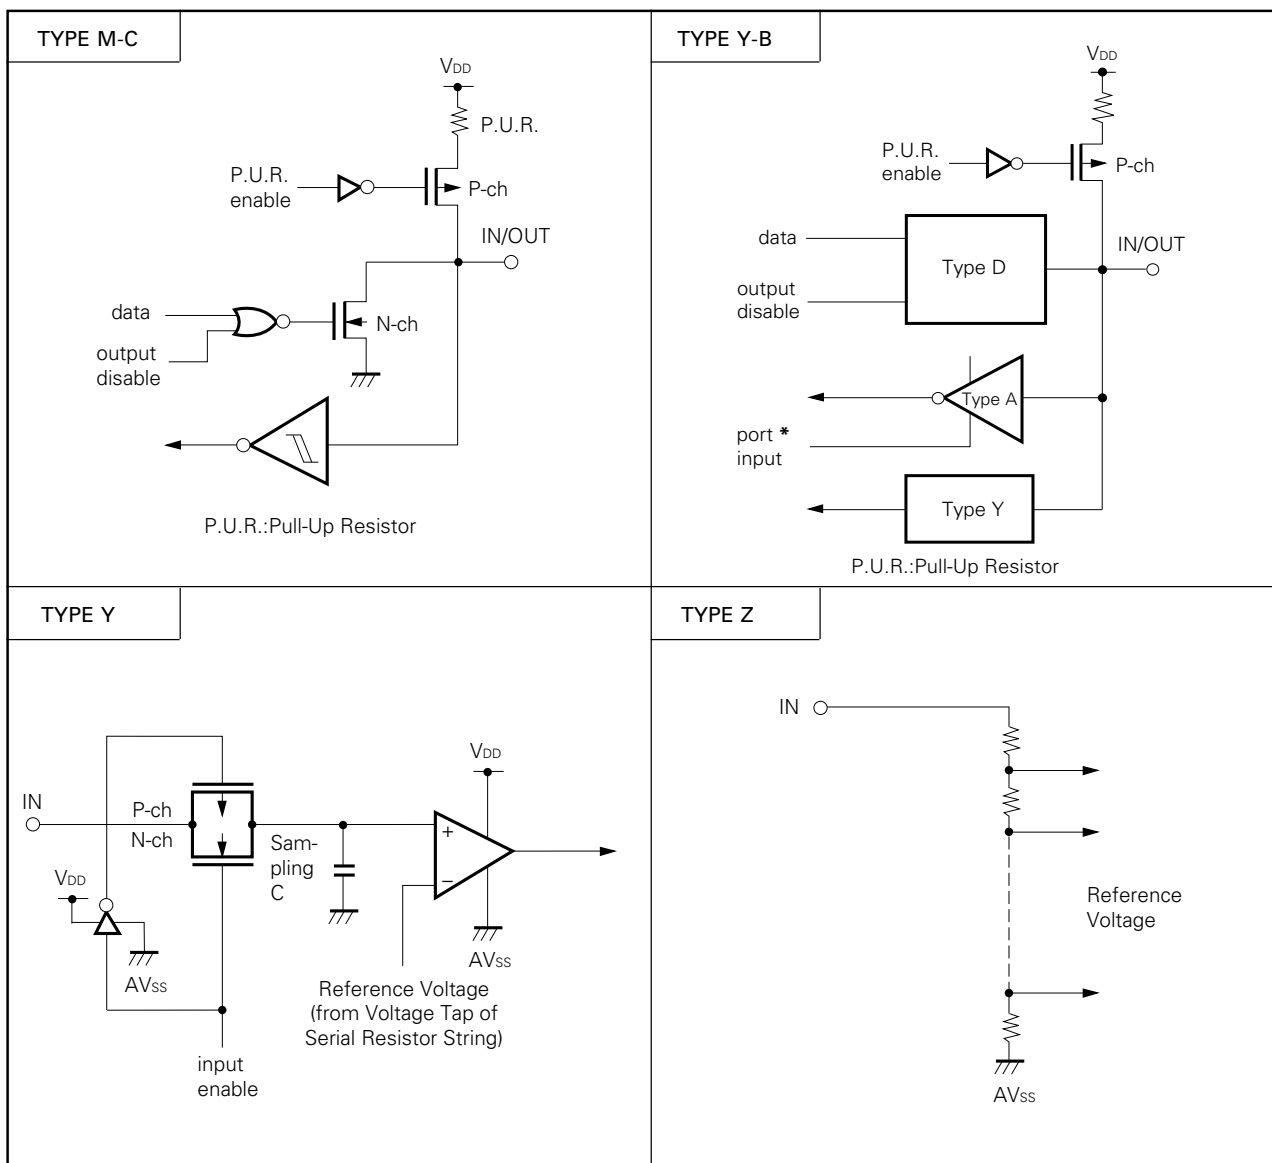 TYPE M-C
VDD
P.U.R.
P.U.R.
enable
P-ch
IN/OUT
data
N-ch
output
disable
P.U.R.:Pull-Up Resistor
TYPE Y-B
VDD
P.U.R.
enable
P-ch
data
IN/OUT
Type D
output
disable
Type A
port *
input
Type Y
P.U.R.:Pull-Up Resistor
TYPE Y
VDD
IN
P-ch
N-ch
Sam-
pling
C
+
−
VDD
AVSS
AVSS
Reference Voltage
(from Voltage Tap of
Serial Resistor String)
input
enable
TYPE Z
IN
Reference
Voltage
AVSS